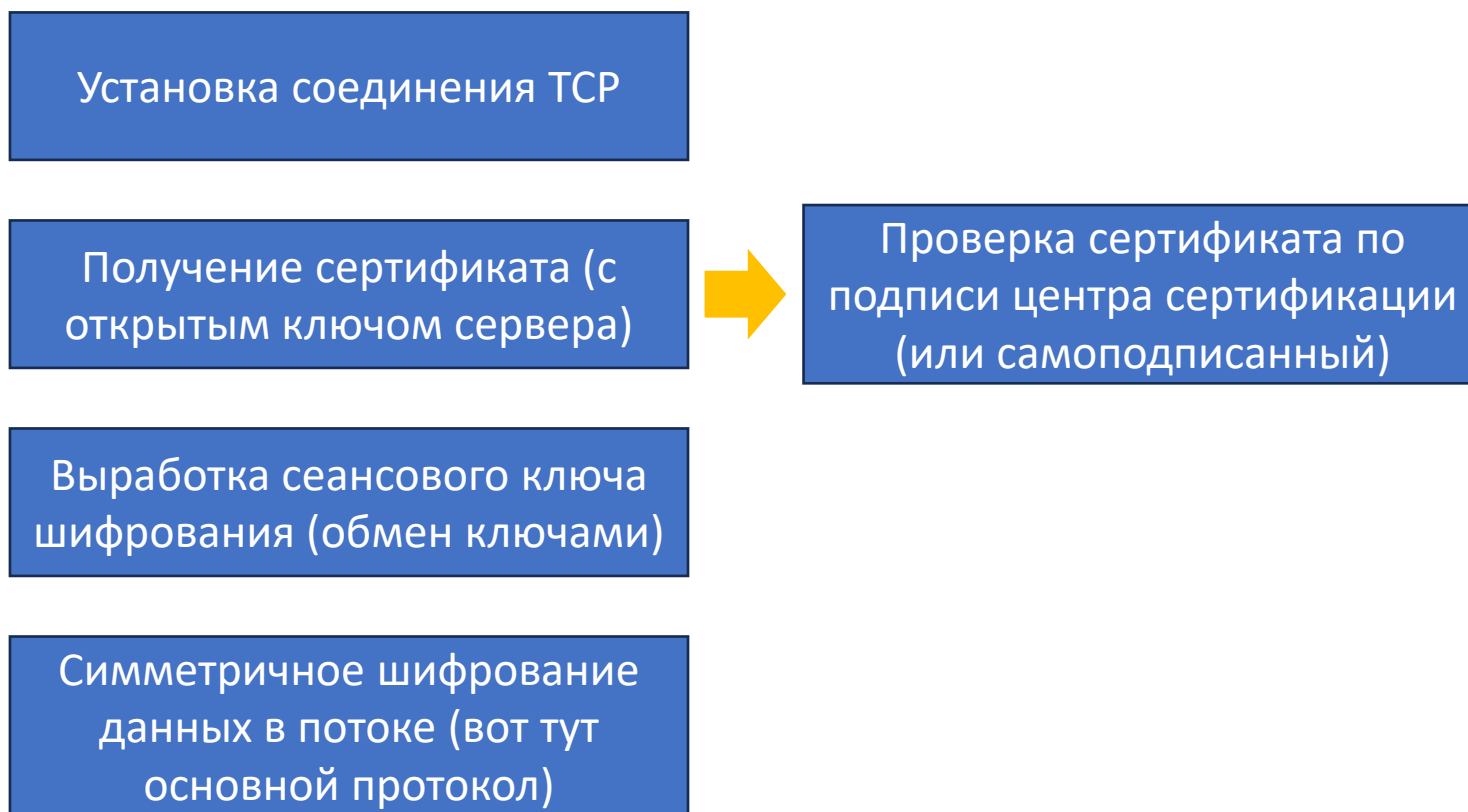 Установка соединения TCP
Получение сертификата (с
открытым ключом сервера)
Проверка сертификата по
подписи центра сертификации
(или самоподписанный)
Выработка сеансового ключа
шифрования (обмен ключами)
Симметричное шифрование
данных в потоке (вот тут
основной протокол)